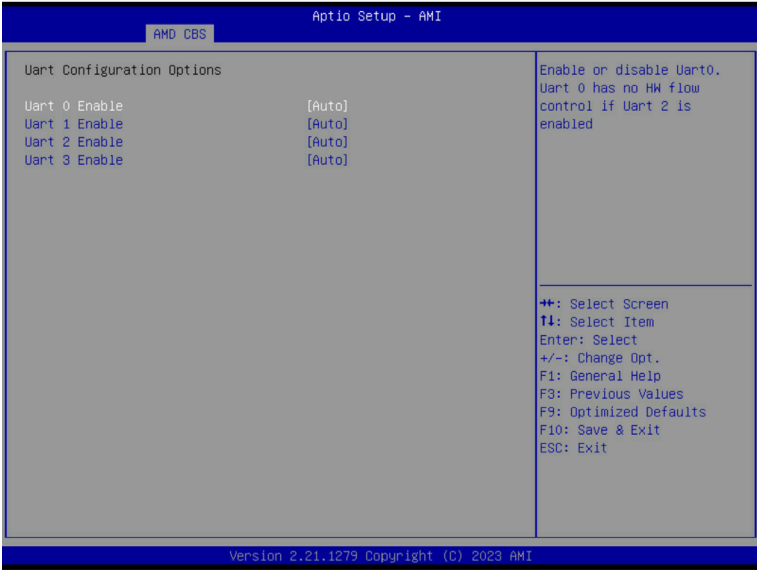 Aptio Setup – AMI
AMD CBS
Uart Configuration Options
Uart 0 Enable [Auto]
Uart 1 Enable [Auto]
Uart 2 Enable [Auto]
Uart 3 Enable [Auto]
Enable or disable Uart0.
Uart 0 has no HW flow
control if Uart 2 is
enabled
→←: Select Screen
↑↓: Select Item
Enter: Select
+/-: Change Opt.
F1: General Help
F3: Previous Values
F9: Optimized Defaults
F10: Save & Exit
ESC: Exit
Version 2.21.1279 Copyright (C) 2023 AMI